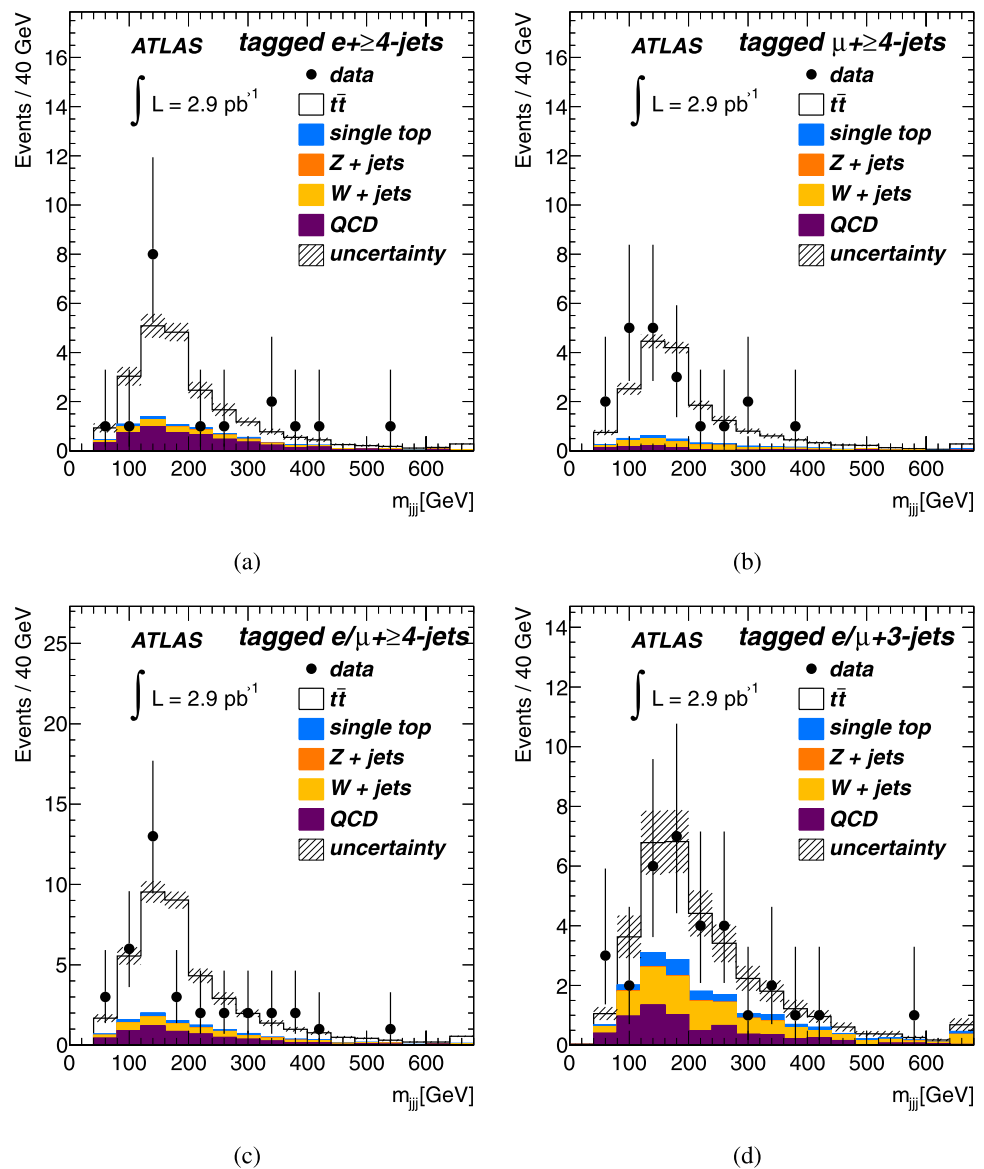 Events / 40 GeV
16
14
12
10
8
6
4
2
0
ATLAS tagged e+≥4-jets
∫ L = 2.9 pb⁻¹
data
tt̄
single top
Z + jets
W + jets
QCD
uncertainty
0 100 200 300 400 500 600
m_jjj[GeV]
(a)
Events / 40 GeV
16
14
12
10
8
6
4
2
0
ATLAS tagged μ+≥4-jets
∫ L = 2.9 pb⁻¹
data
tt̄
single top
Z + jets
W + jets
QCD
uncertainty
0 100 200 300 400 500 600
m_jjj[GeV]
(b)
Events / 40 GeV
25
20
15
10
5
0
ATLAS tagged e/μ+≥4-jets
∫ L = 2.9 pb⁻¹
data
tt̄
single top
Z + jets
W + jets
QCD
uncertainty
0 100 200 300 400 500 600
m_jjj[GeV]
(c)
Events / 40 GeV
14
12
10
8
6
4
2
0
ATLAS tagged e/μ+3-jets
∫ L = 2.9 pb⁻¹
data
tt̄
single top
Z + jets
W + jets
QCD
uncertainty
0 100 200 300 400 500 600
m_jjj[GeV]
(d)